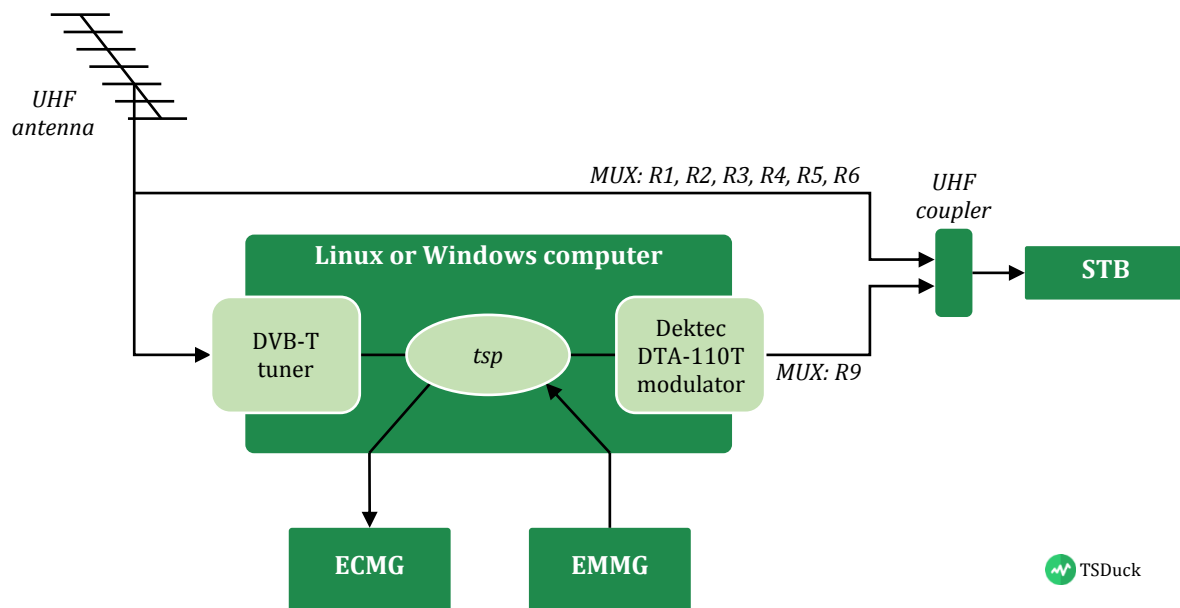 UHF
antenna
MUX: R1, R2, R3, R4, R5, R6
UHF
coupler
Linux or Windows computer
STB
DVB-T
tuner
tsp
Dektec
DTA-110T
modulator
MUX: R9
ECMG
EMMG
TSDuck